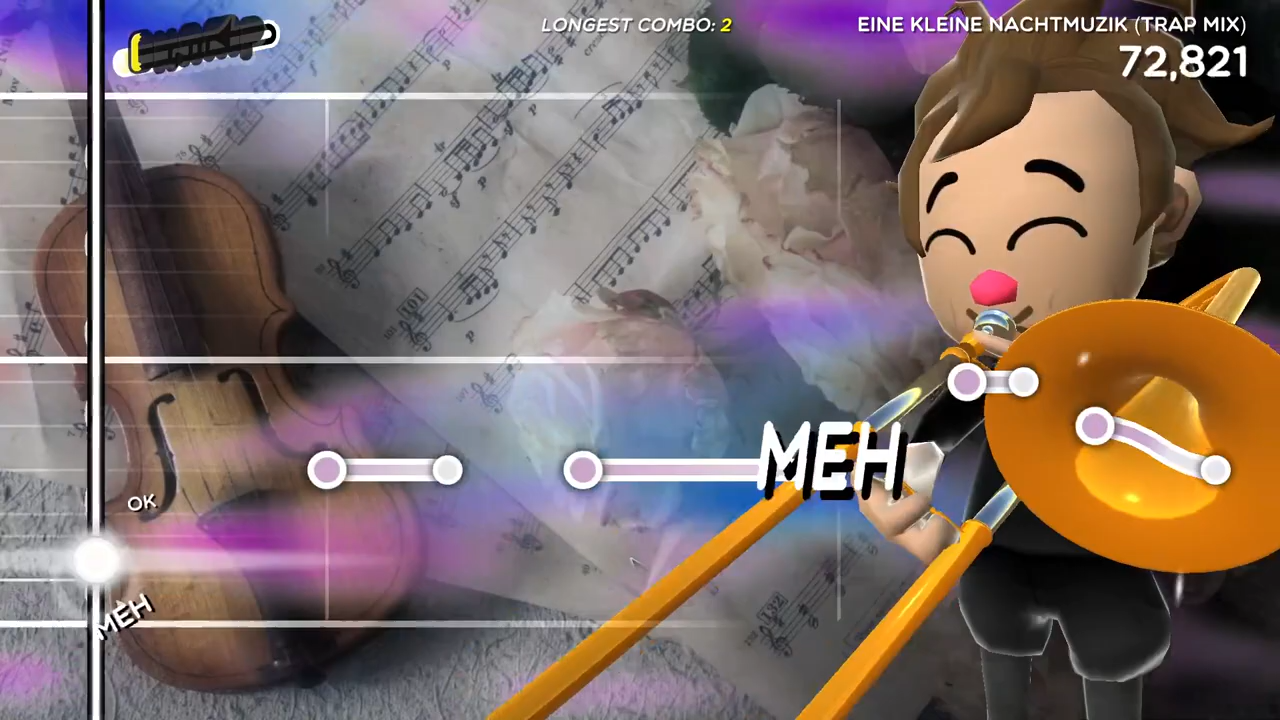 LONGEST COMBO: 2
EINE KLEINE NACHTMUZIK (TRAP MIX)
72,821
MEH
OK
MEH